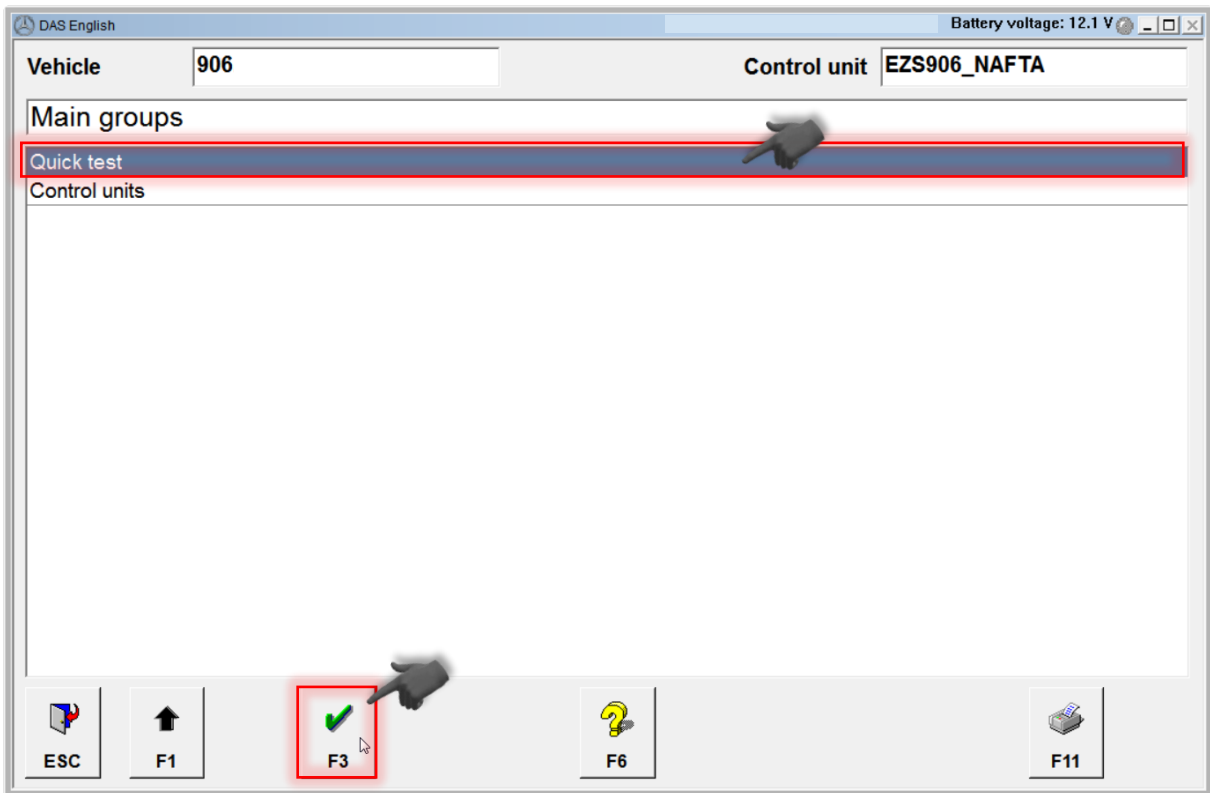 DAS English
Battery voltage: 12.1 V
Vehicle 906 Control unit EZS906_NAFTA
Main groups
Quick test
Control units
ESC F1 F3 F6 F11